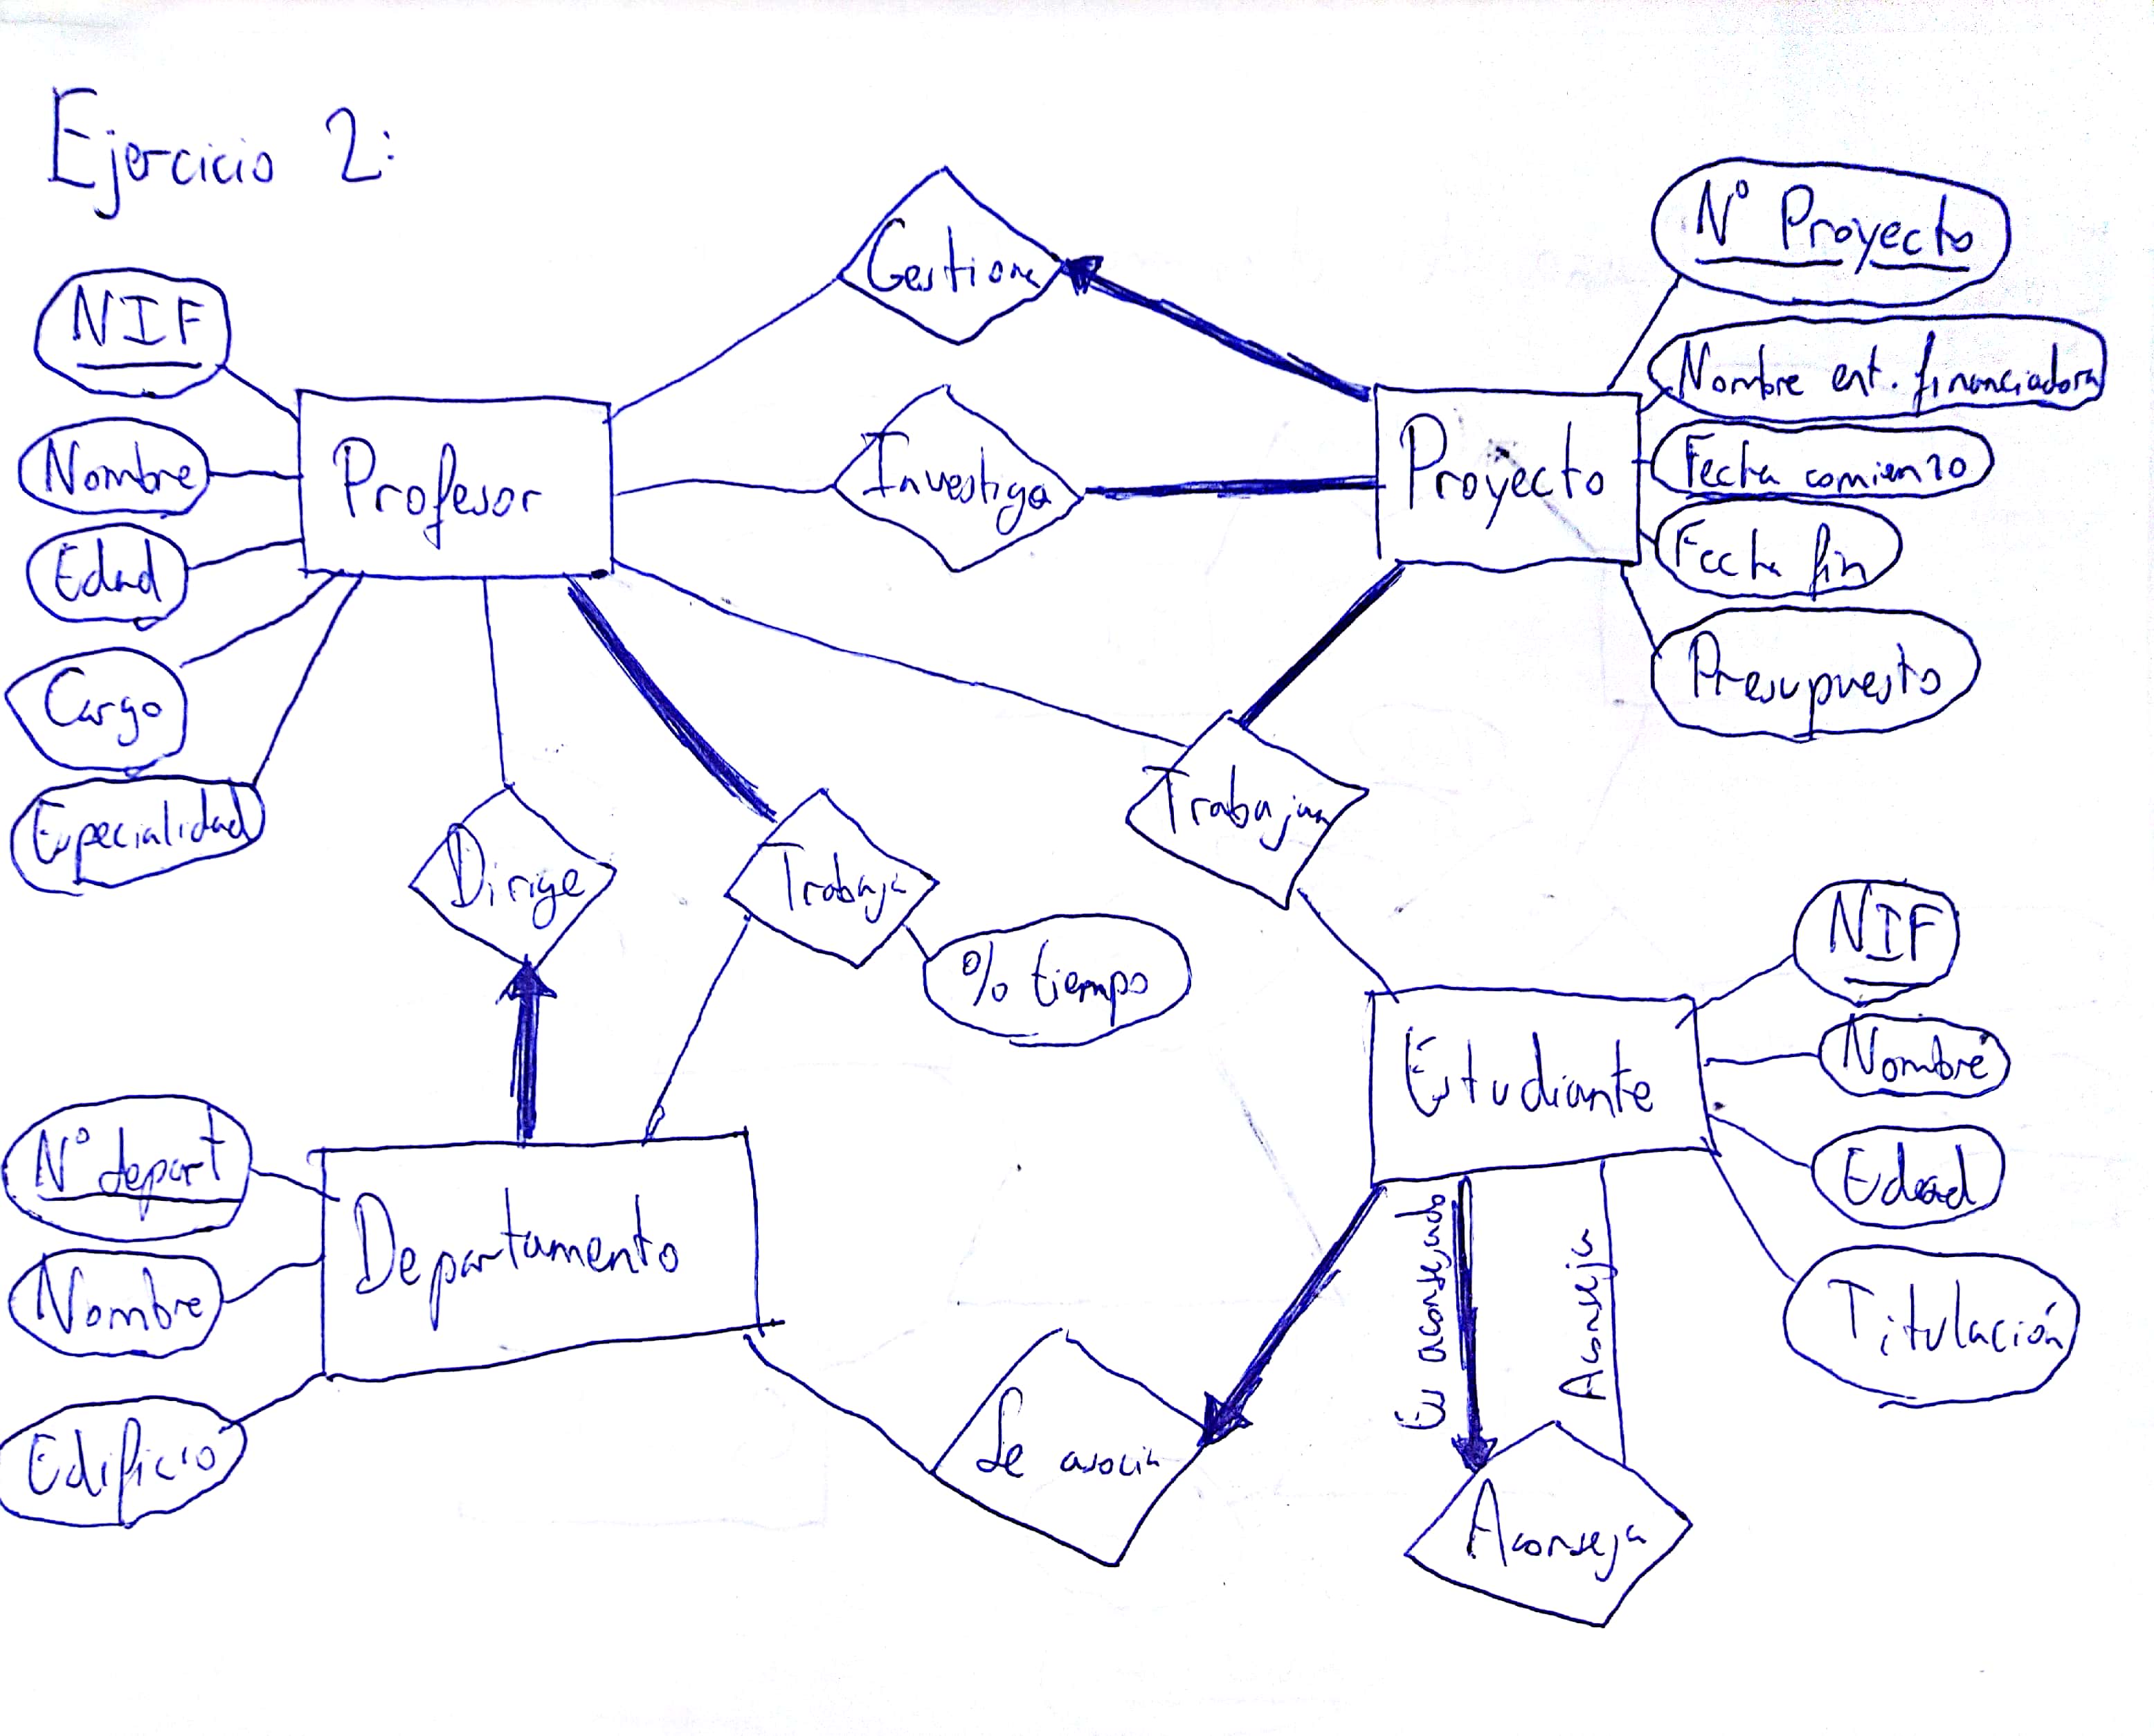 Ejercicio 2:
Gestiona
Nº Proyecto
NIF
Nombre ent. financiadora
Nombre
Profesor
Investiga
Proyecto
Fecha comienzo
Edad
Fecha fin
Cargo
Presupuesto
Especialidad
Dirige
Trabaja
Trabajan
% tiempo
NIF
Nombre
Estudiante
Edad
Titulación
Nº depart
Departamento
Nombre
Edificio
Se asocia
Es aconsejado
Aconseja
Aconseja